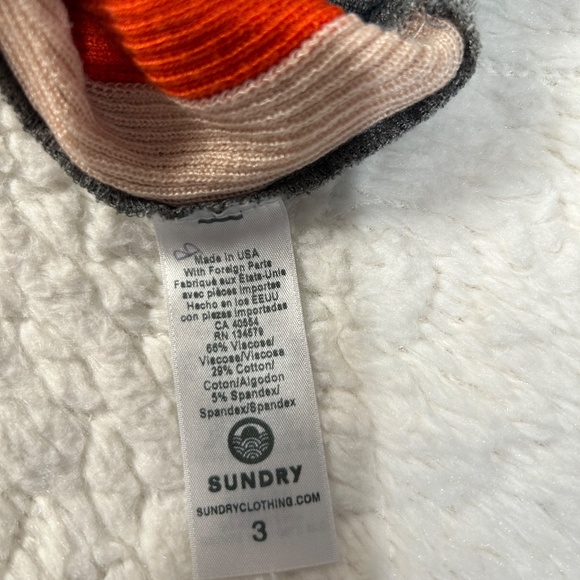 Made in USA
With Foreign Parts
Fabriqué aux États-Unis
avec pièces importées
Hecho en los EEUU
con piezas importadas
CA 40554
RN 134579
66% Viscose/
Viscose/Viscosa
29% Cotton/
Coton/Algodon
5% Spandex/
Spandex/Spandex
SUNDRY
SUNDRYCLOTHING.COM
3